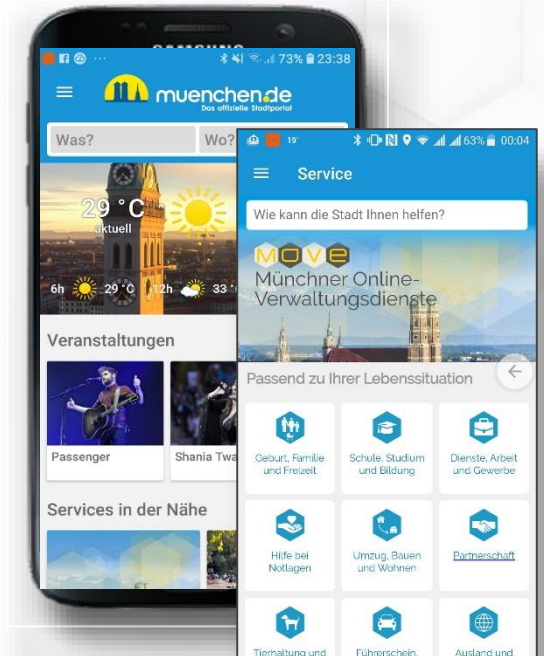 SAMSUNG
73% 23:38
muenchen.de
Das offizielle Stadtportal
Was?
Wo?
29 °C
aktuell
6h 29 °C 12h 33 °
Veranstaltungen
Passenger
Shania Twa
Services in der Nähe
19° 63% 00:04
Service
Wie kann die Stadt Ihnen helfen?
MOVE
Münchner Online-
Verwaltungsdienste
Passend zu Ihrer Lebenssituation
Geburt, Familie
und Freizeit
Schule, Studium
und Bildung
Dienste, Arbeit
und Gewerbe
Hilfe bei
Notlagen
Umzug, Bauen
und Wohnen
Partnerschaft
Tierhaltung und
Führerschein,
Ausland und